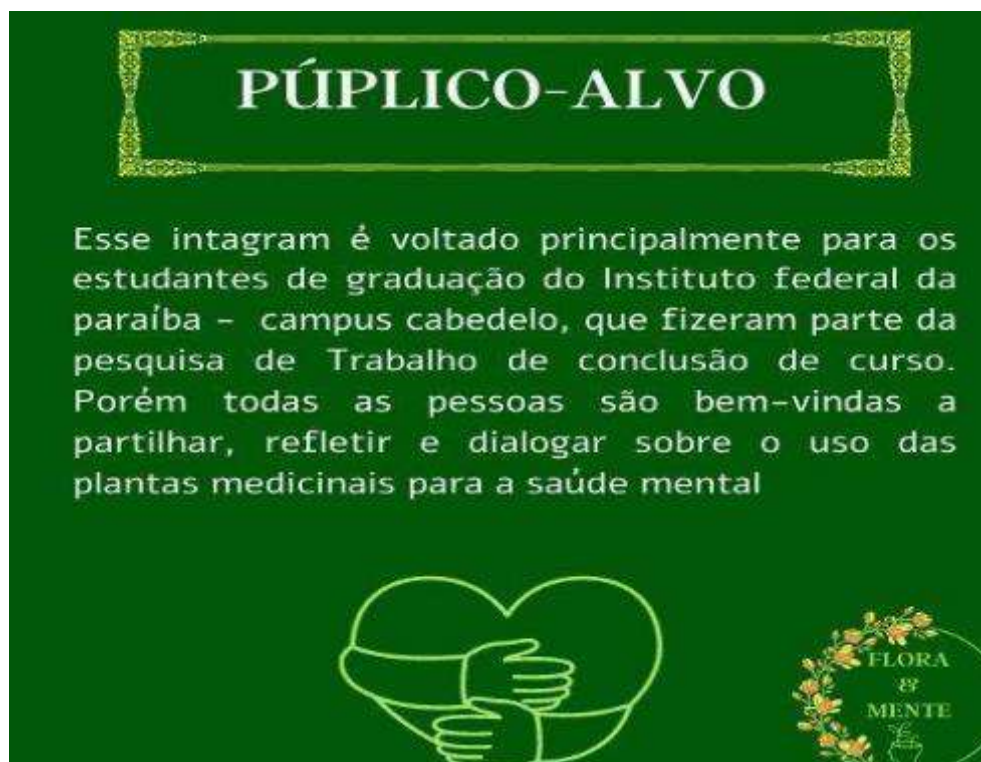 PÚPLICO-ALVO
Esse intagram é voltado principalmente para os
estudantes de graduação do Instituto federal da
paraíba – campus cabedelo, que fizeram parte da
pesquisa de Trabalho de conclusão de curso.
Porém todas as pessoas são bem-vindas a
partilhar, refletir e dialogar sobre o uso das
plantas medicinais para a saúde mental
FLORA
&
MENTE